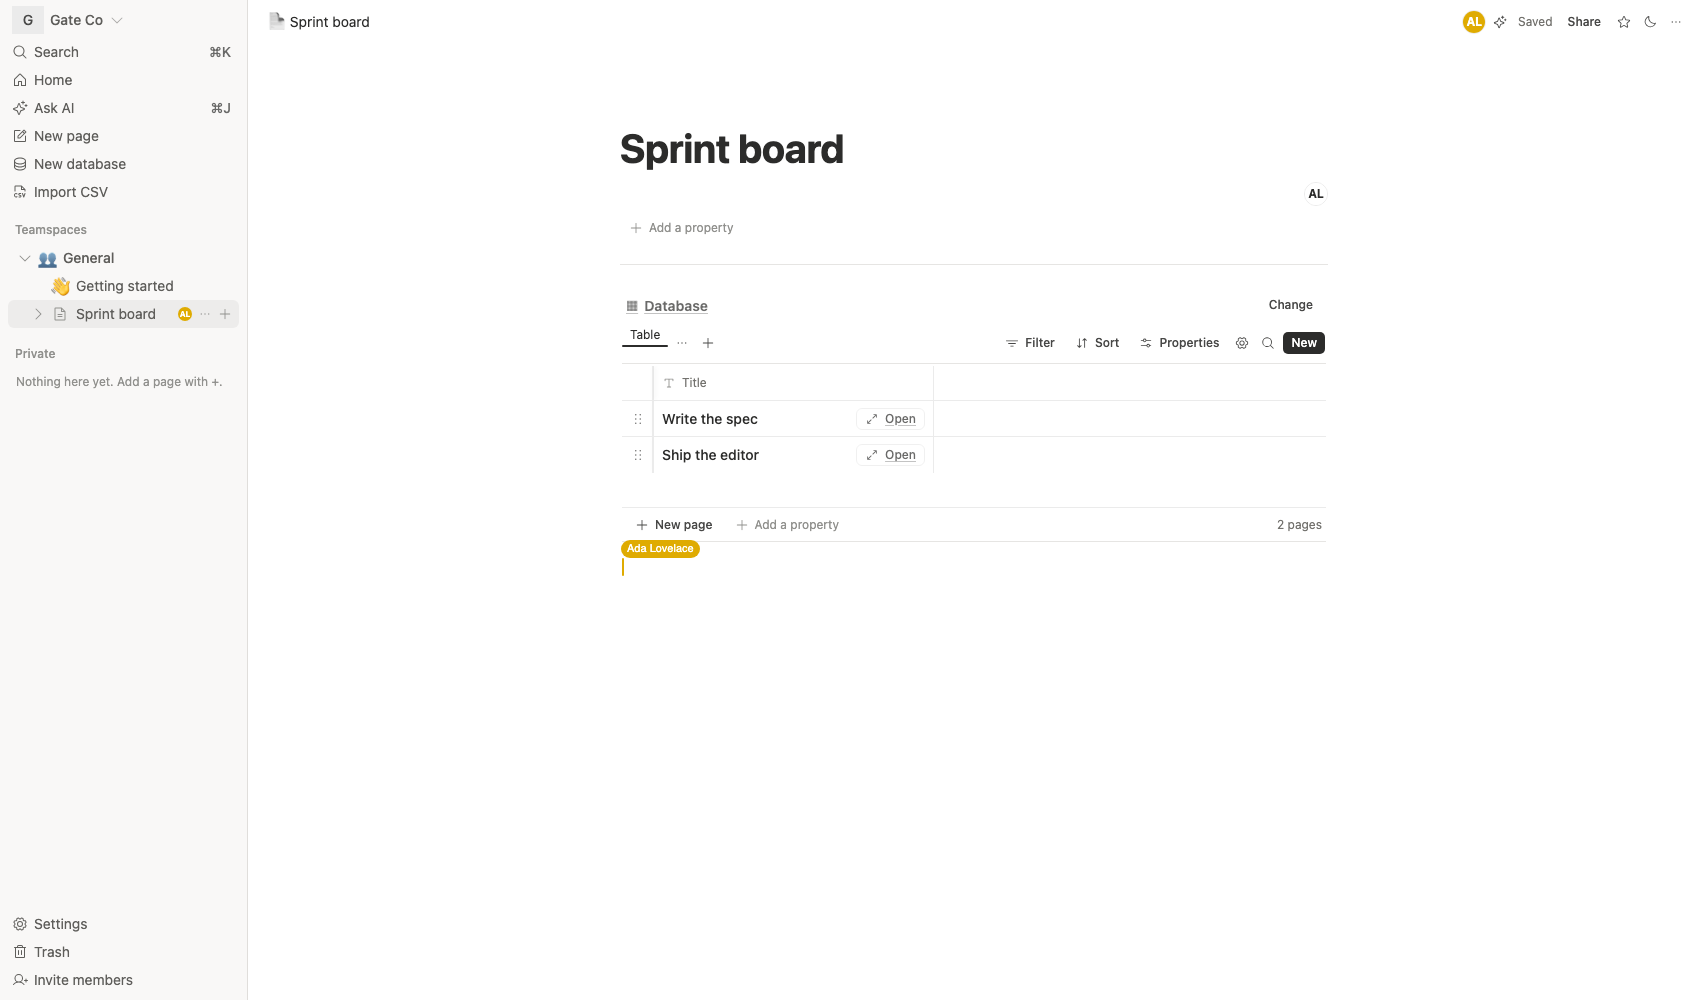 G Gate Co
Search ⌘K
Home
Ask AI ⌘J
New page
New database
Import CSV
Teamspaces
General
Getting started
Sprint board AL
Private
Nothing here yet. Add a page with +.
Settings
Trash
Invite members
Sprint board
AL Saved Share
Sprint board
AL
Add a property
Database Change
Table Filter Sort Properties New
Title
Write the spec Open
Ship the editor Open
New page Add a property 2 pages
Ada Lovelace